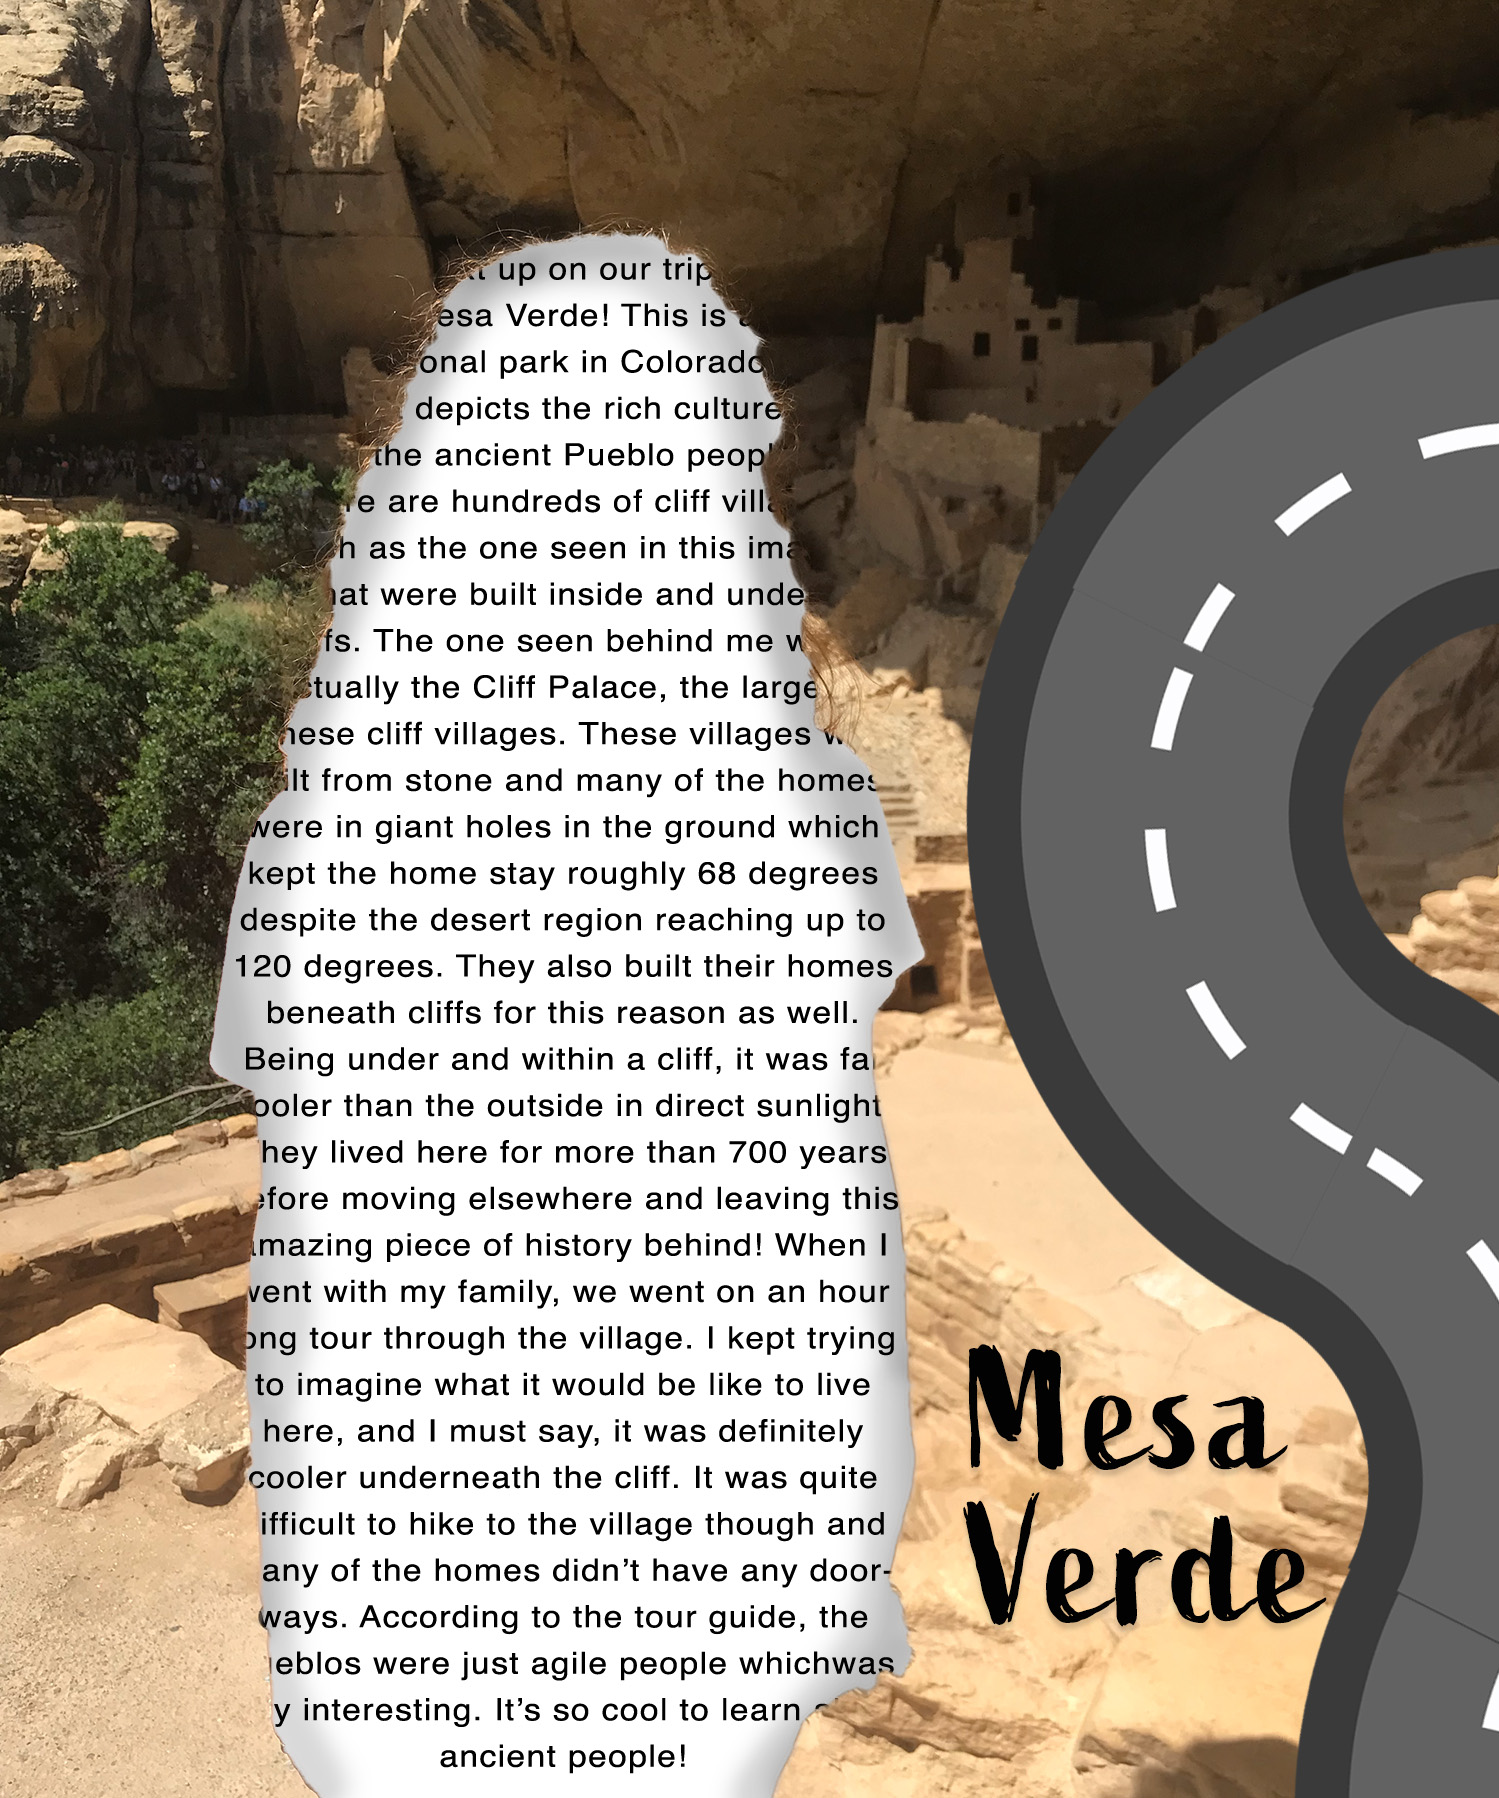 up on our trip
esa Verde! This is
onal park in Colorado
depicts the rich culture
the ancient Pueblo peop
e are hundreds of cliff villa
h as the one seen in this ima
hat were built inside and unde
fs. The one seen behind me w
ctually the Cliff Palace, the large
hese cliff villages. These villages w
ilt from stone and many of the homes
were in giant holes in the ground which
kept the home stay roughly 68 degrees
despite the desert region reaching up to
120 degrees. They also built their homes
beneath cliffs for this reason as well.
Being under and within a cliff, it was far
ooler than the outside in direct sunlight
hey lived here for more than 700 years
efore moving elsewhere and leaving this
amazing piece of history behind! When I
went with my family, we went on an hour
ong tour through the village. I kept trying
to imagine what it would be like to live
here, and I must say, it was definitely
cooler underneath the cliff. It was quite
ifficult to hike to the village though and
any of the homes didn't have any door-
ways. According to the tour guide, the
eblos were just agile people whichwas
y interesting. It's so cool to learn
ancient people!
Mesa
Verde